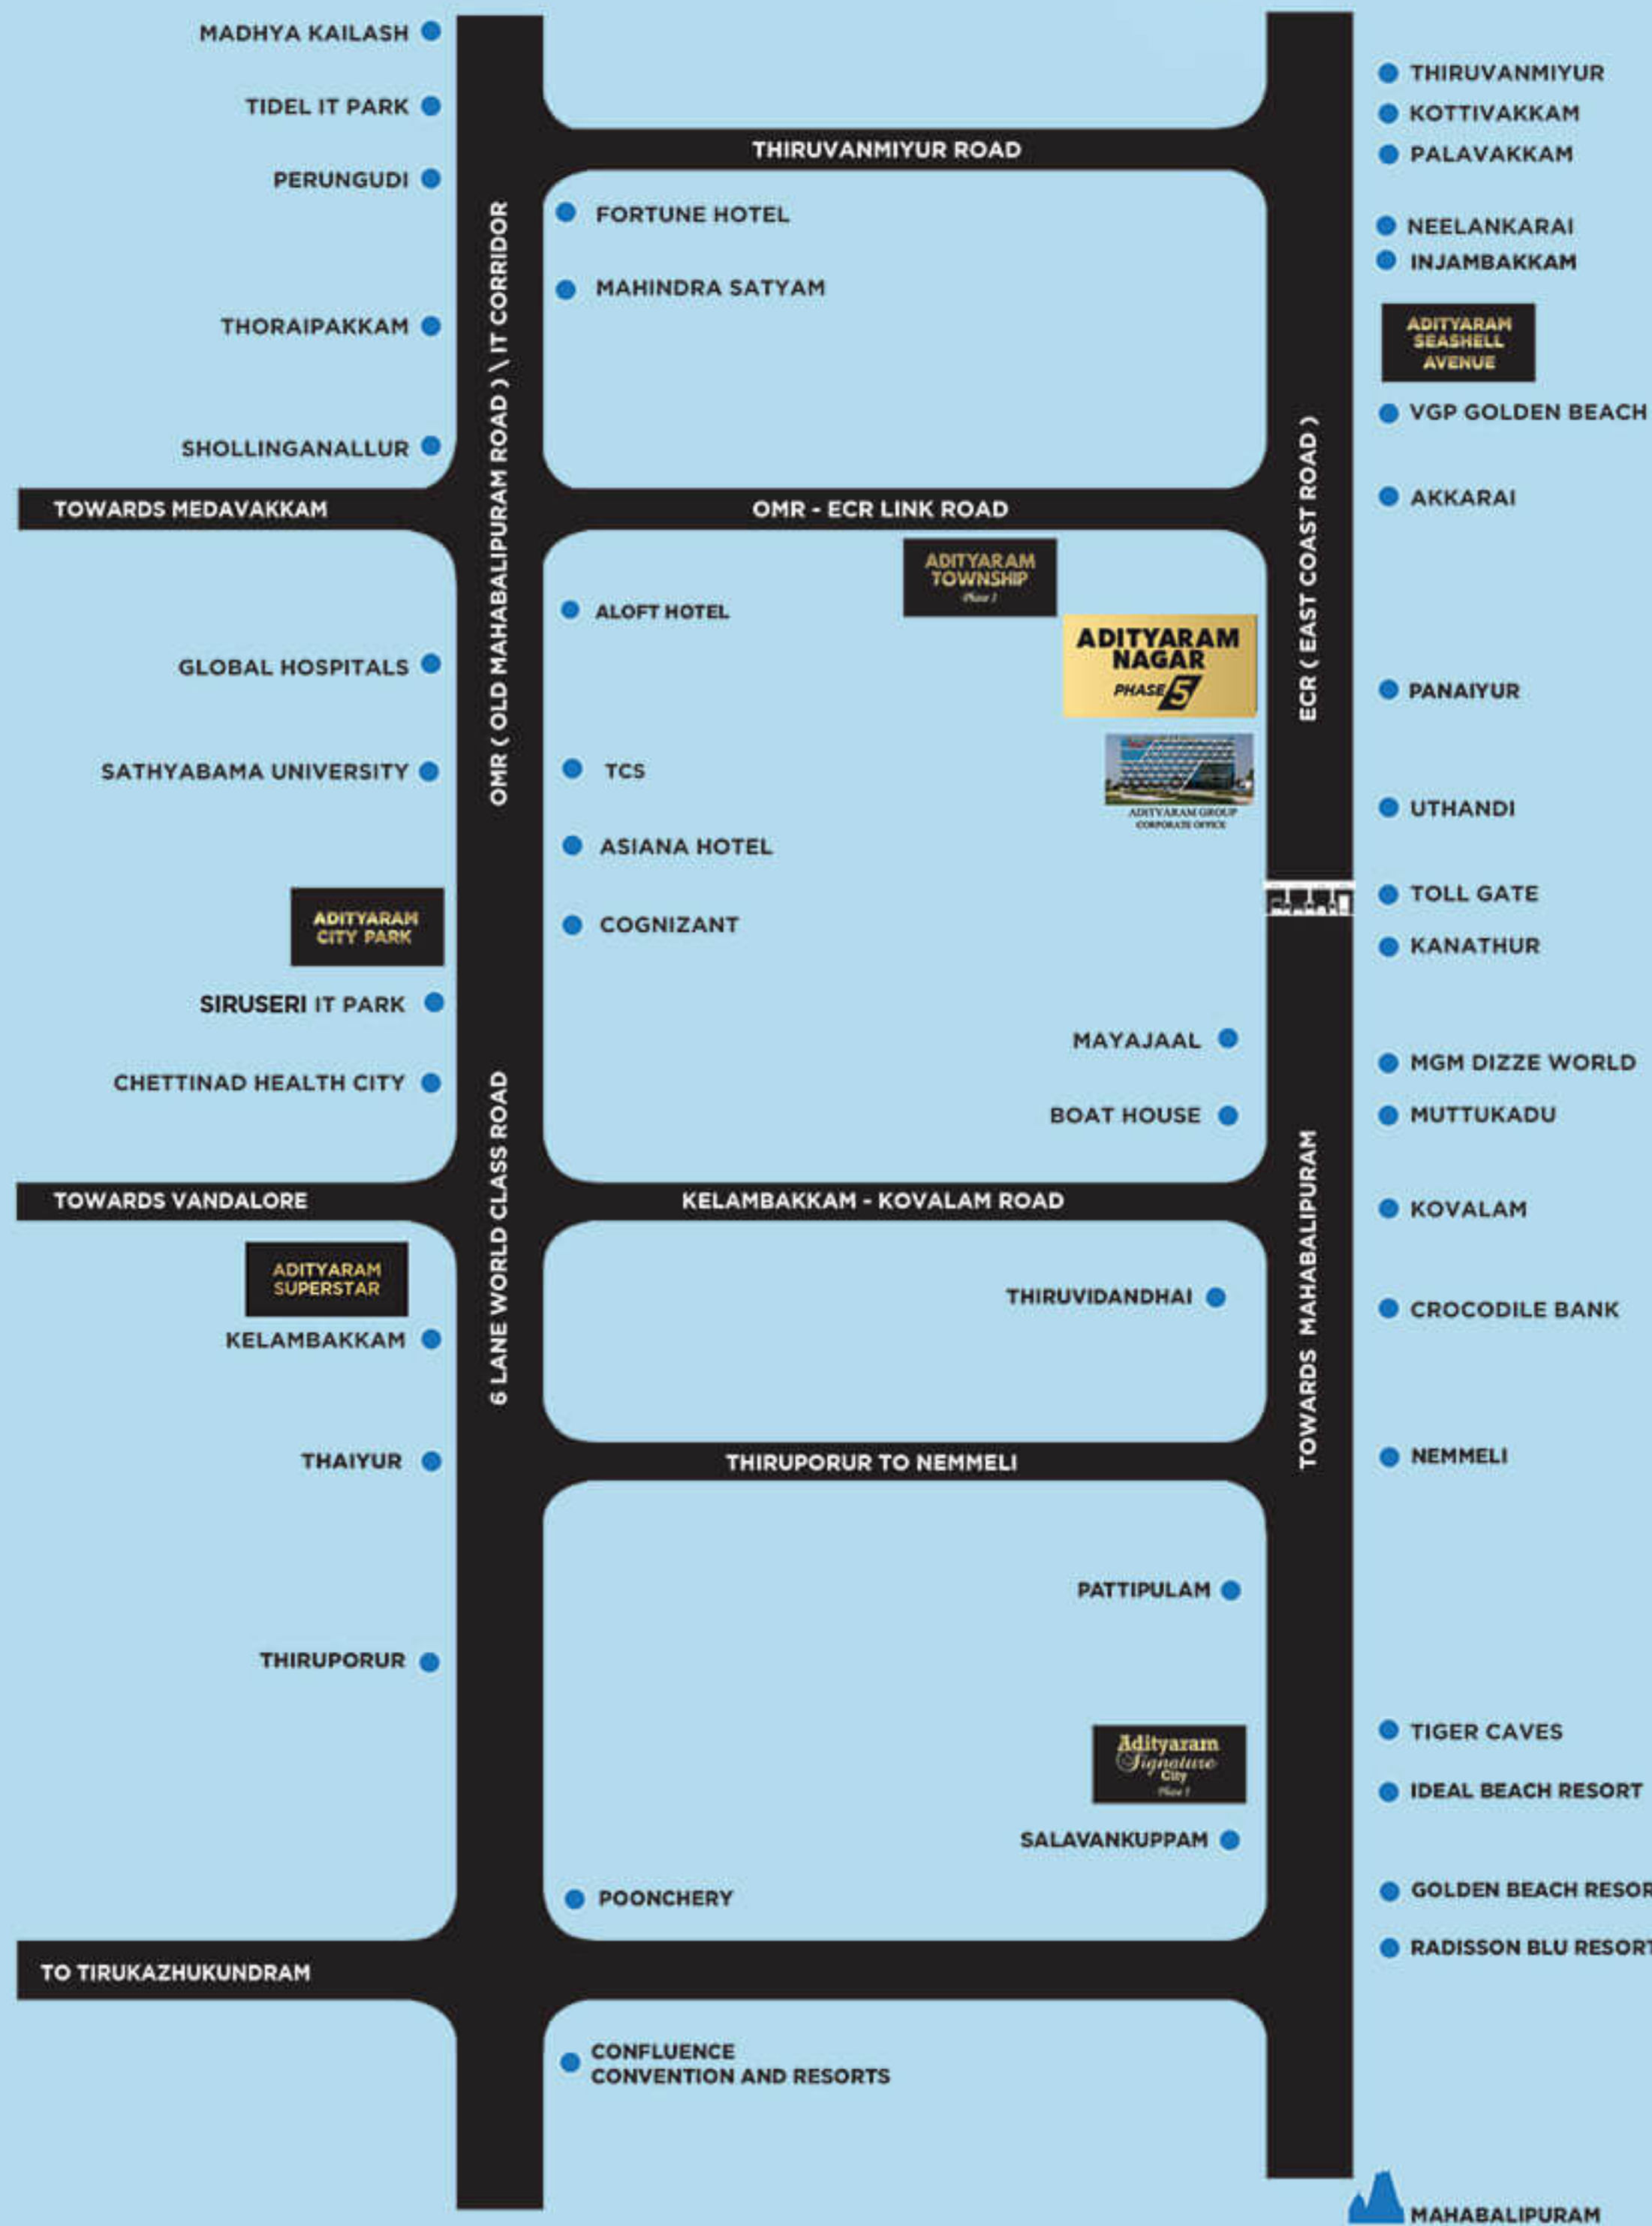 MADHYA KAILASH
TIDEL IT PARK
PERUNGUDI
THORAIPAKKAM
SHOLLINGANALLUR
TOWARDS MEDAVAKKAM
GLOBAL HOSPITALS
SATHYABAMA UNIVERSITY
ADITYARAM
CITY PARK
SIRUSERI IT PARK
CHETTINAD HEALTH CITY
TOWARDS VANDALORE
ADITYARAM
SUPERSTAR
KELAMBAKKAM
THAIYUR
THIRUPORUR
TO TIRUKAZHUKUNDRAM
OMR ( OLD MAHABALIPURAM ROAD ) \ IT CORRIDOR
6 LANE WORLD CLASS ROAD
THIRUVANMIYUR ROAD
FORTUNE HOTEL
MAHINDRA SATYAM
OMR - ECR LINK ROAD
ADITYARAM
TOWNSHIP
ALOFT HOTEL
ADITYARAM
NAGAR
PHASE 5
TCS
ADITYARAM GROUP
CORPORATE OFFICE
ASIANA HOTEL
COGNIZANT
MAYAJAAL
BOAT HOUSE
KELAMBAKKAM - KOVALAM ROAD
THIRUVIDANDHAI
THIRUPORUR TO NEMMELI
PATTIPULAM
Adityaram
Signature
City
SALAVANKUPPAM
POONCHERY
CONFLUENCE
CONVENTION AND RESORTS
ECR ( EAST COAST ROAD )
TOWARDS MAHABALIPURAM
THIRUVANMIYUR
KOTTIVAKKAM
PALAVAKKAM
NEELANKARAI
INJAMBAKKAM
ADITYARAM
SEASHELL
AVENUE
VGP GOLDEN BEACH
AKKARAI
PANAIYUR
UTHANDI
TOLL GATE
KANATHUR
MGM DIZZE WORLD
MUTTUKADU
KOVALAM
CROCODILE BANK
NEMMELI
TIGER CAVES
IDEAL BEACH RESORT
GOLDEN BEACH RESOR
RADISSON BLU RESORT
MAHABALIPURAM